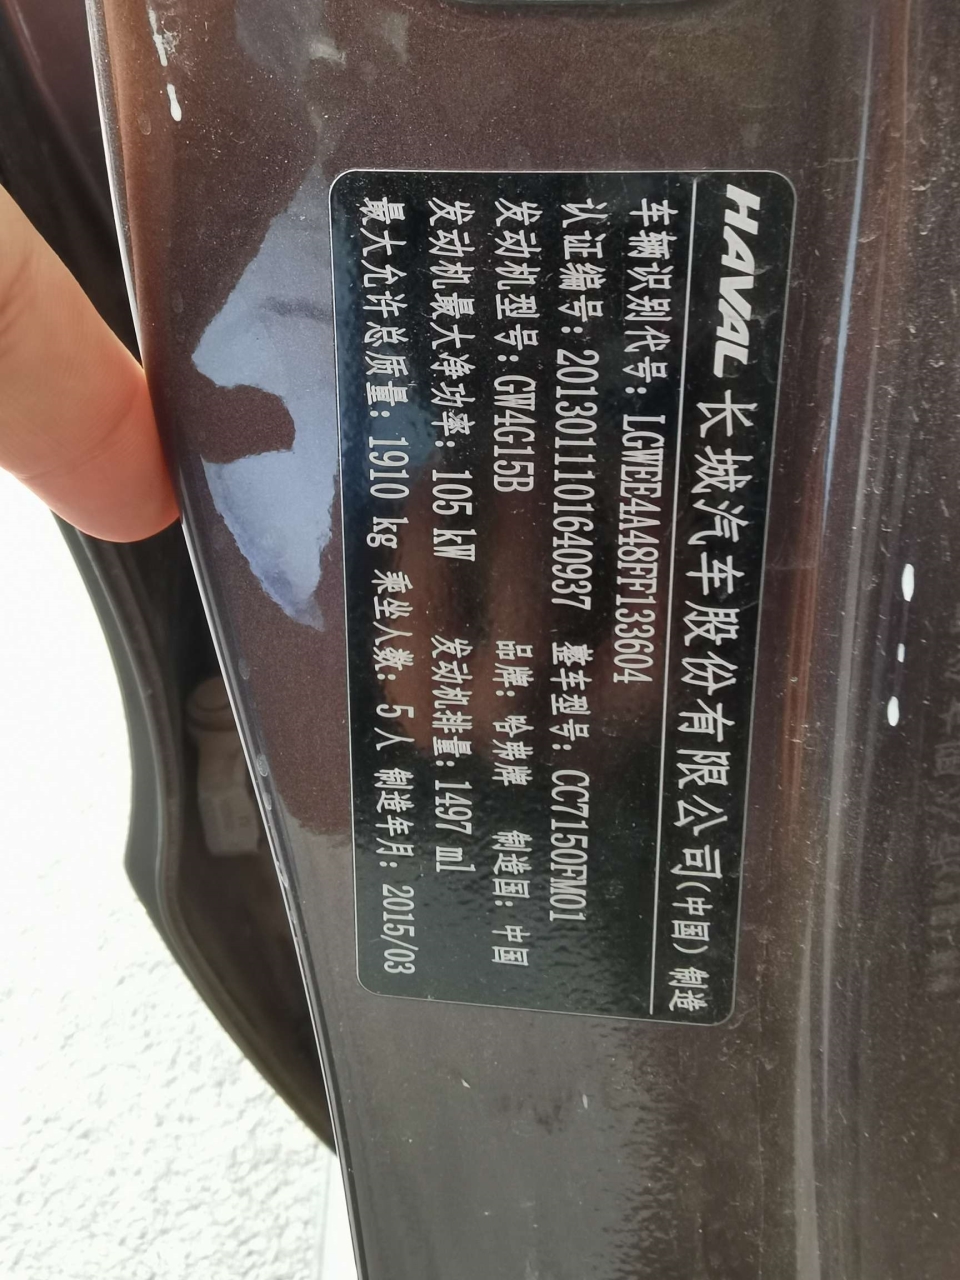 HAVAL 长城汽车股份有限公司(中国) 制造
车辆识别代号: LGWEE4A48FF133604
认证编号: 2013011101640937 整车型号: CC7150FM01
发动机型号: GW4G15B 品牌: 哈弗牌 制造国: 中国
发动机最大净功率: 105 kW 发动机排量: 1497 ml
最大允许总质量: 1910 kg 乘坐人数: 5 人 制造年月: 2015/03